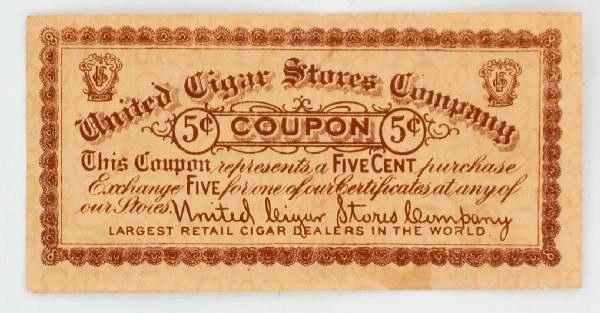 United Cigar Stores Company
5¢ COUPON 5¢
This Coupon represents a FIVE CENT purchase
Exchange FIVE for one of our Certificates at any of
our Stores. United Cigar Stores Company
LARGEST RETAIL CIGAR DEALERS IN THE WORLD.